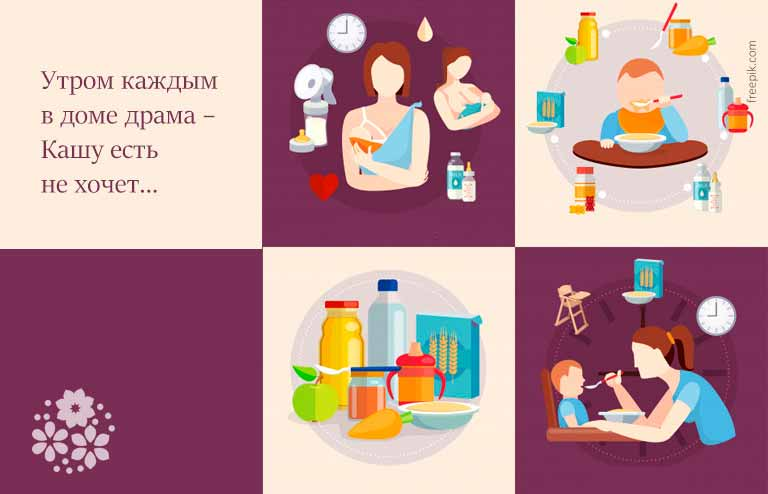 Утром каждым
в доме драма –
Кашу есть
не хочет...
freepik.com